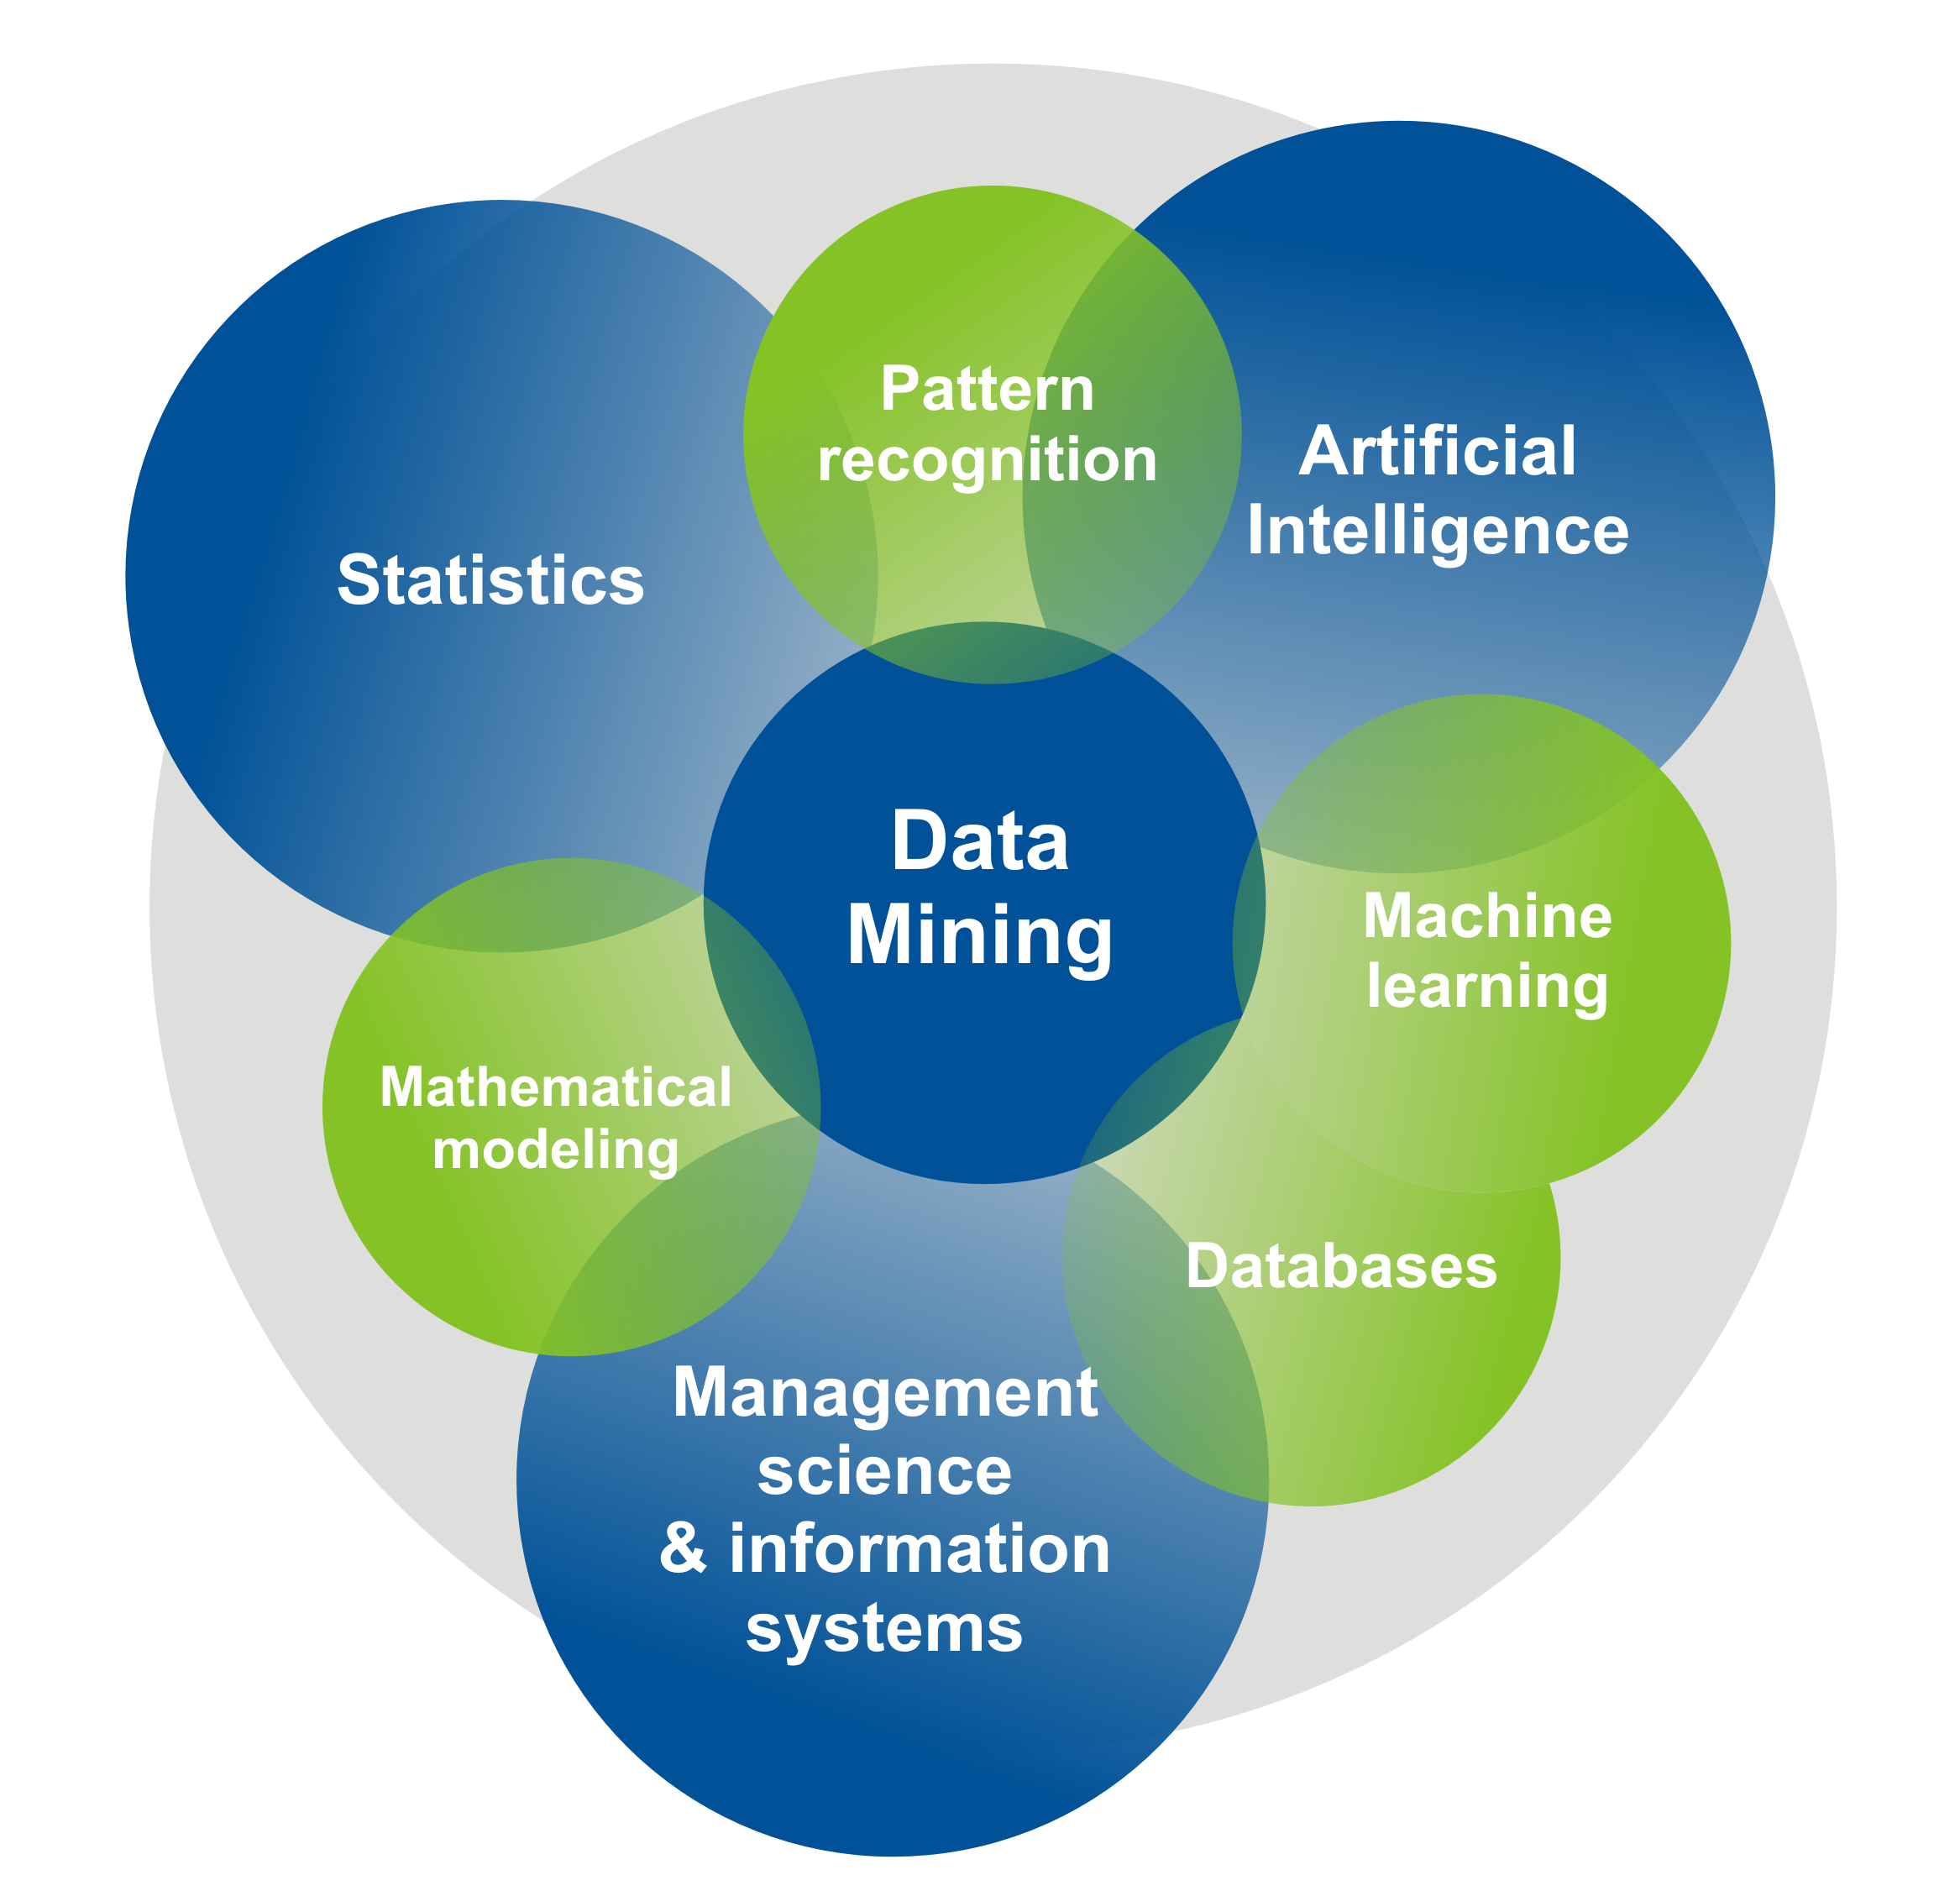 Pattern
recognition
Artificial
Intelligence
Statistics
Data
Mining
Machine
learning
Mathematical
modeling
Databases
Management
science
& information
systems